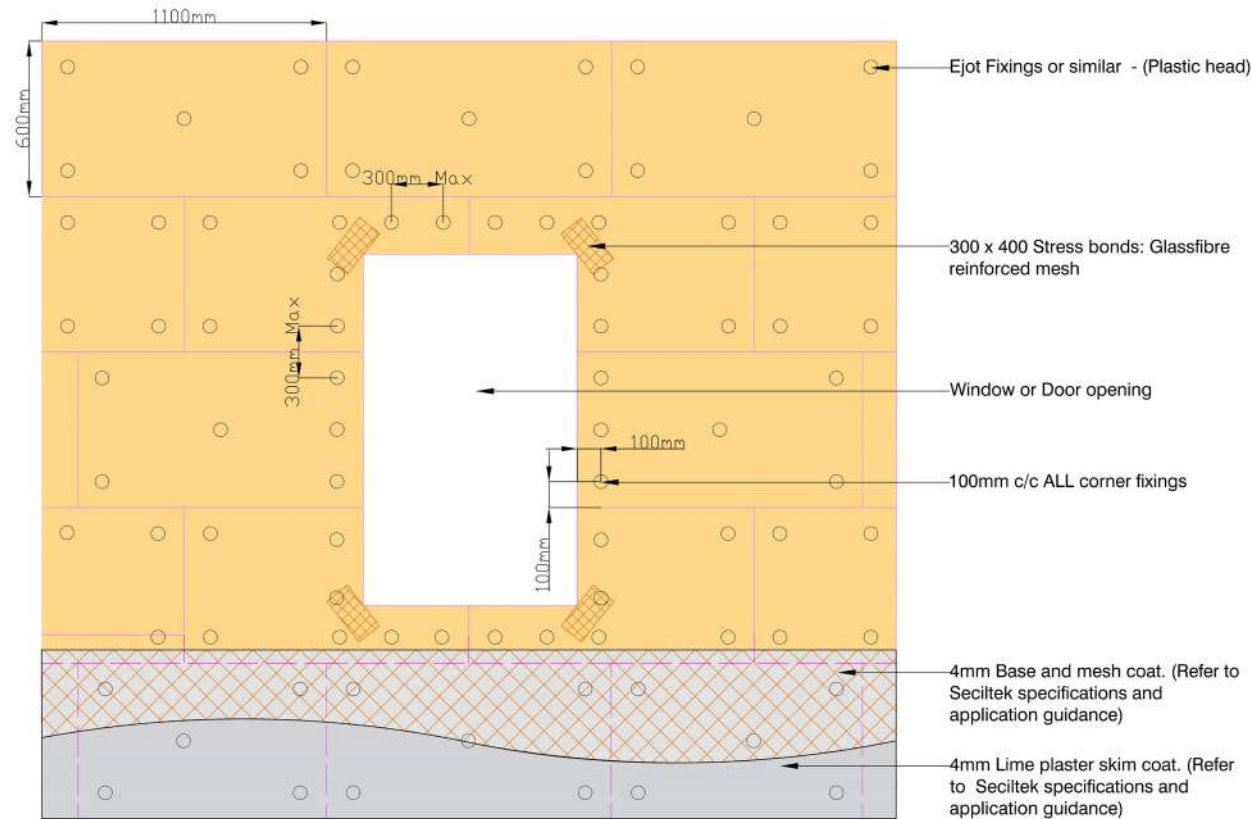 1100mm
600mm
Ejot Fixings or similar - (Plastic head)
300mm Max
300 x 400 Stress bonds: Glassfibre
reinforced mesh
300mm Max
Window or Door opening
100mm
100mm c/c ALL corner fixings
100mm
4mm Base and mesh coat. (Refer to
Seciltek specifications and
application guidance)
4mm Lime plaster skim coat. (Refer
to Seciltek specifications and
application guidance)